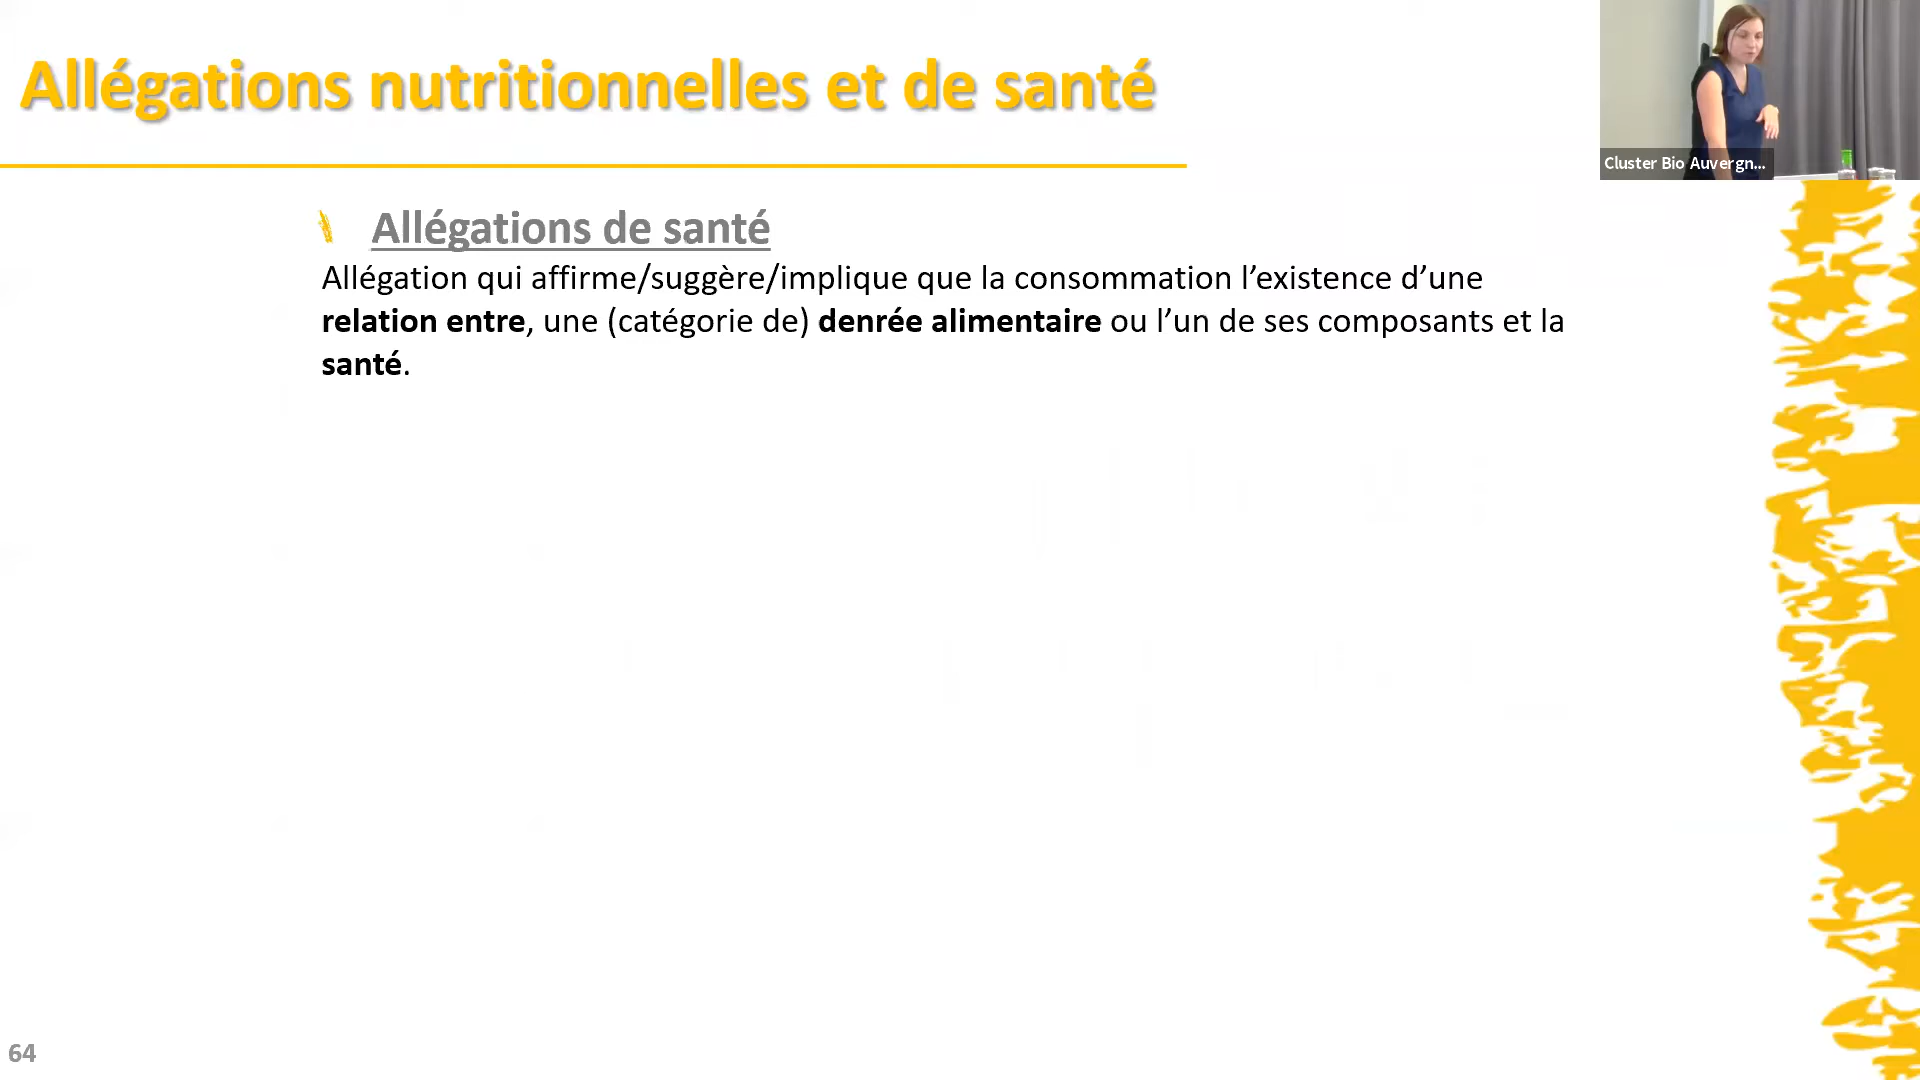 Allégations nutritionnelles et de santé
Cluster Bio Auvergn...
Allégations de santé
Allégation qui affirme/suggère/implique que la consommation l’existence d’une
relation entre, une (catégorie de) denrée alimentaire ou l’un de ses composants et la
santé.
64